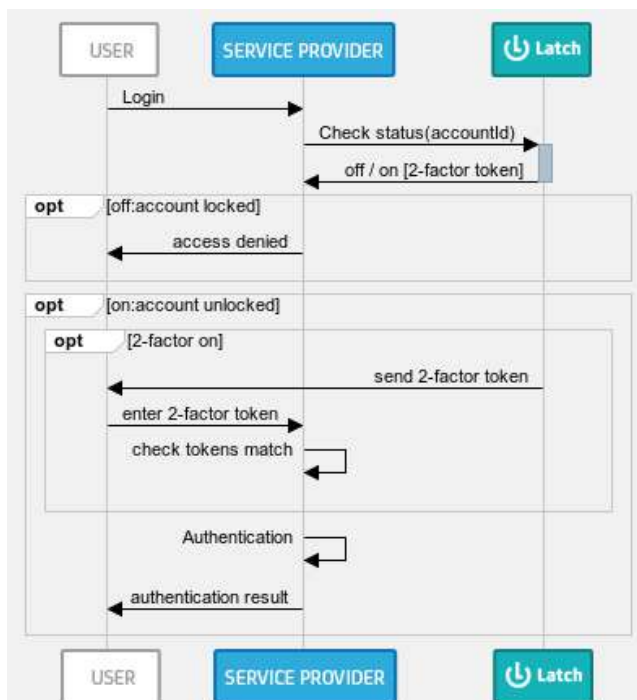 USER
SERVICE PROVIDER
Latch
Login
Check status(accountId)
off / on [2-factor token]
opt
[off:account locked]
access denied
opt
[on:account unlocked]
opt
[2-factor on]
send 2-factor token
enter 2-factor token
check tokens match
Authentication
authentication result
USER
SERVICE PROVIDER
Latch